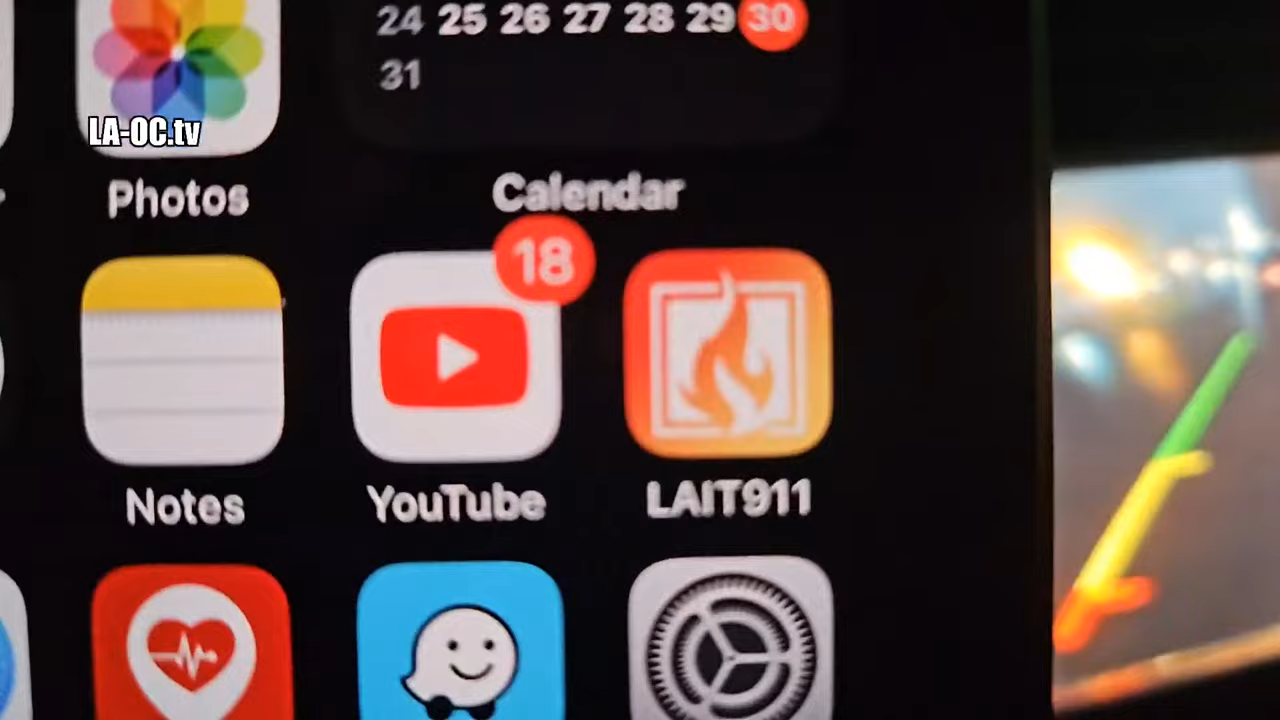 24 25 26 27 28 29 30
31
LA-OC.tv
Photos
Calendar
18
Notes
YouTube
LAIT911